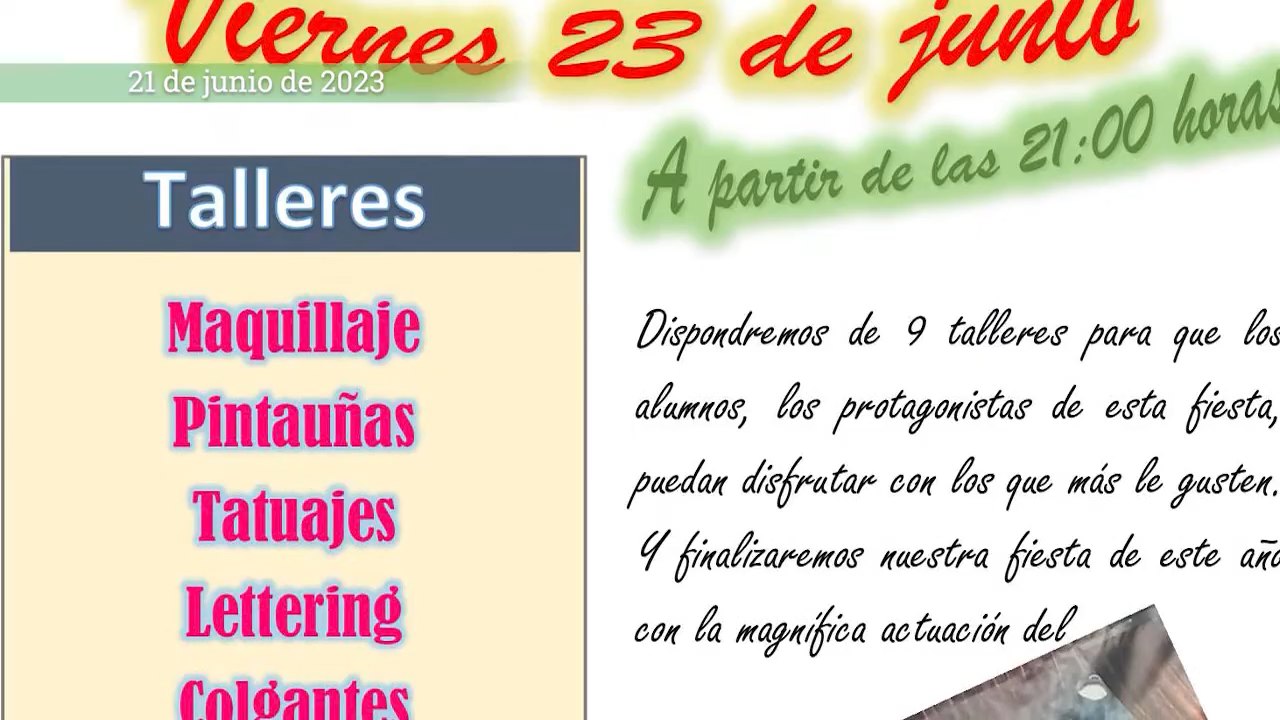 Viernes 23 de junio
21 de junio de 2023
A partir de las 21:00 horas
Talleres
Maquillaje
Pintauñas
Tatuajes
Lettering
Colgantes
Dispondremos de 9 talleres para que los
alumnos, los protagonistas de esta fiesta,
puedan disfrutar con los que más le gusten.
Y finalizaremos nuestra fiesta de este año
con la magnífica actuación del